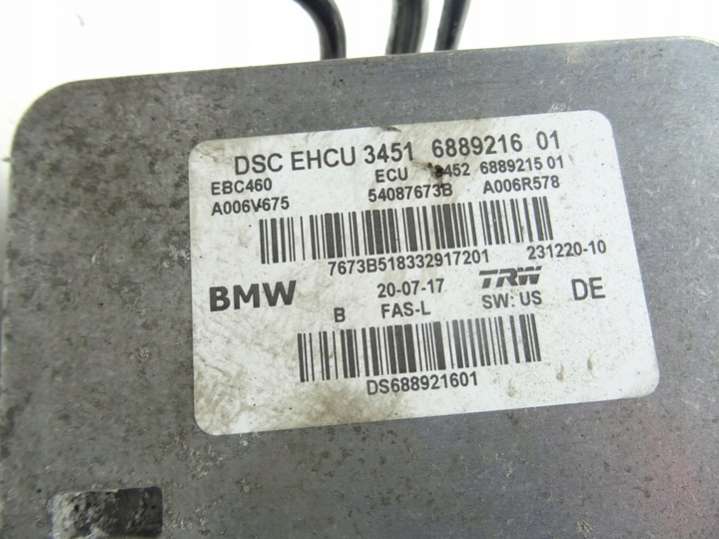 DSC EHCU 3451 6889216 01
EBC460 ECU 3452 6889215 01
A006V675 54087673B A006R578
7673B518332917201 231220-10
BMW 20-07-17 TRW
B FAS-L SW: US DE
DS688921601